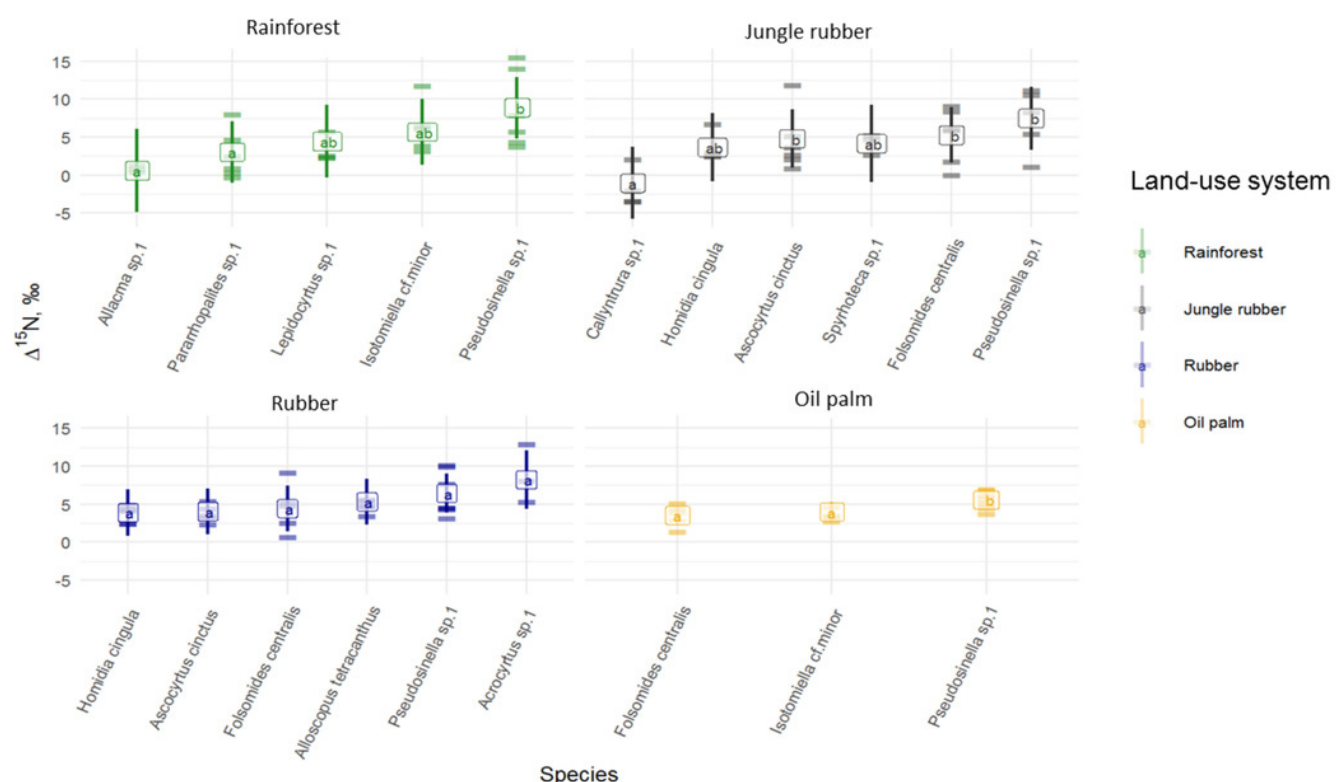 Rainforest
Jungle rubber
15
10
5
0
-5
a
a
ab
ab
b
a
ab
b
ab
b
b
Allacma sp.1
Pararrhopalites sp.1
Lepidocyrtus sp.1
Isotomiella cf.minor
Pseudosinella sp.1
Callyntrura sp.1
Homidia cingula
Ascocyrtus cinctus
Spyrhoteca sp.1
Folsomides centralis
Pseudosinella sp.1
Δ¹⁵N, ‰
Rubber
Oil palm
15
10
5
0
-5
a
a
a
a
a
a
a
a
b
Homidia cingula
Ascocyrtus cinctus
Folsomides centralis
Alloscopus tetracanthus
Pseudosinella sp.1
Acrocyrtus sp.1
Folsomides centralis
Isotomiella cf.minor
Pseudosinella sp.1
Species
Land-use system
a Rainforest
a Jungle rubber
a Rubber
a Oil palm